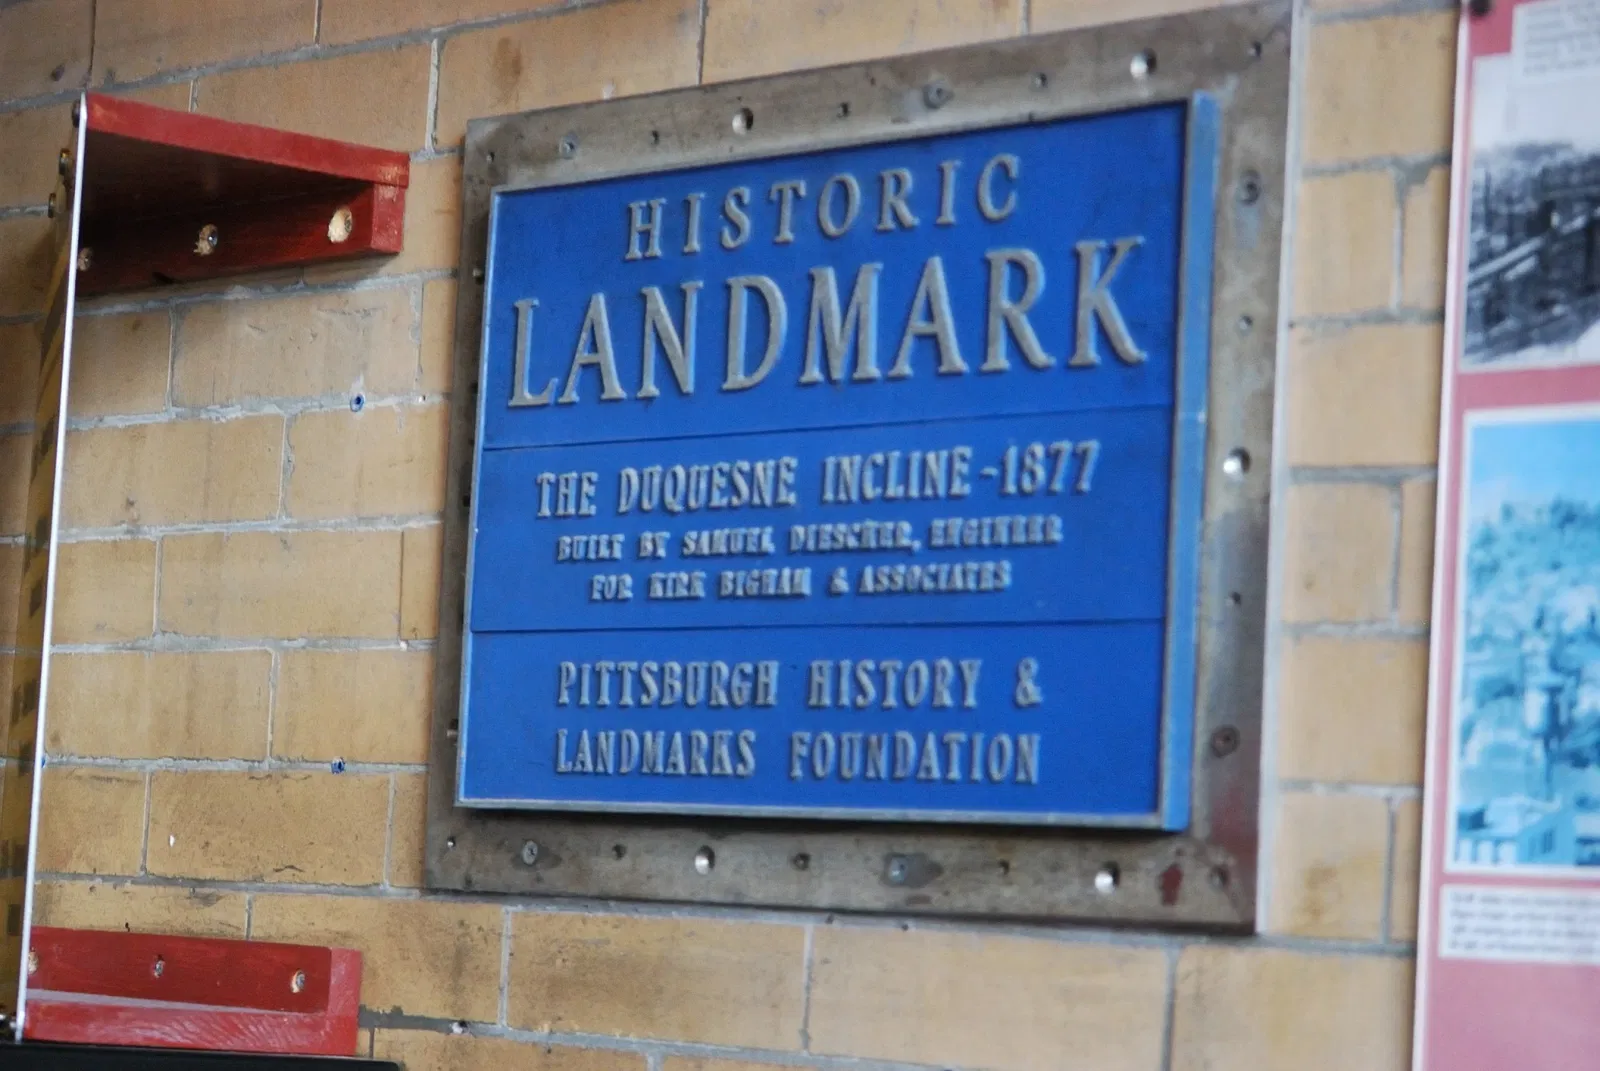 HISTORIC
LANDMARK
THE DUQUESNE INCLINE ~1877
BUILT BY SAMUEL DIESCHER, ENGINEER
FOR KIRK BIGHAM & ASSOCIATES
PITTSBURGH HISTORY &
LANDMARKS FOUNDATION